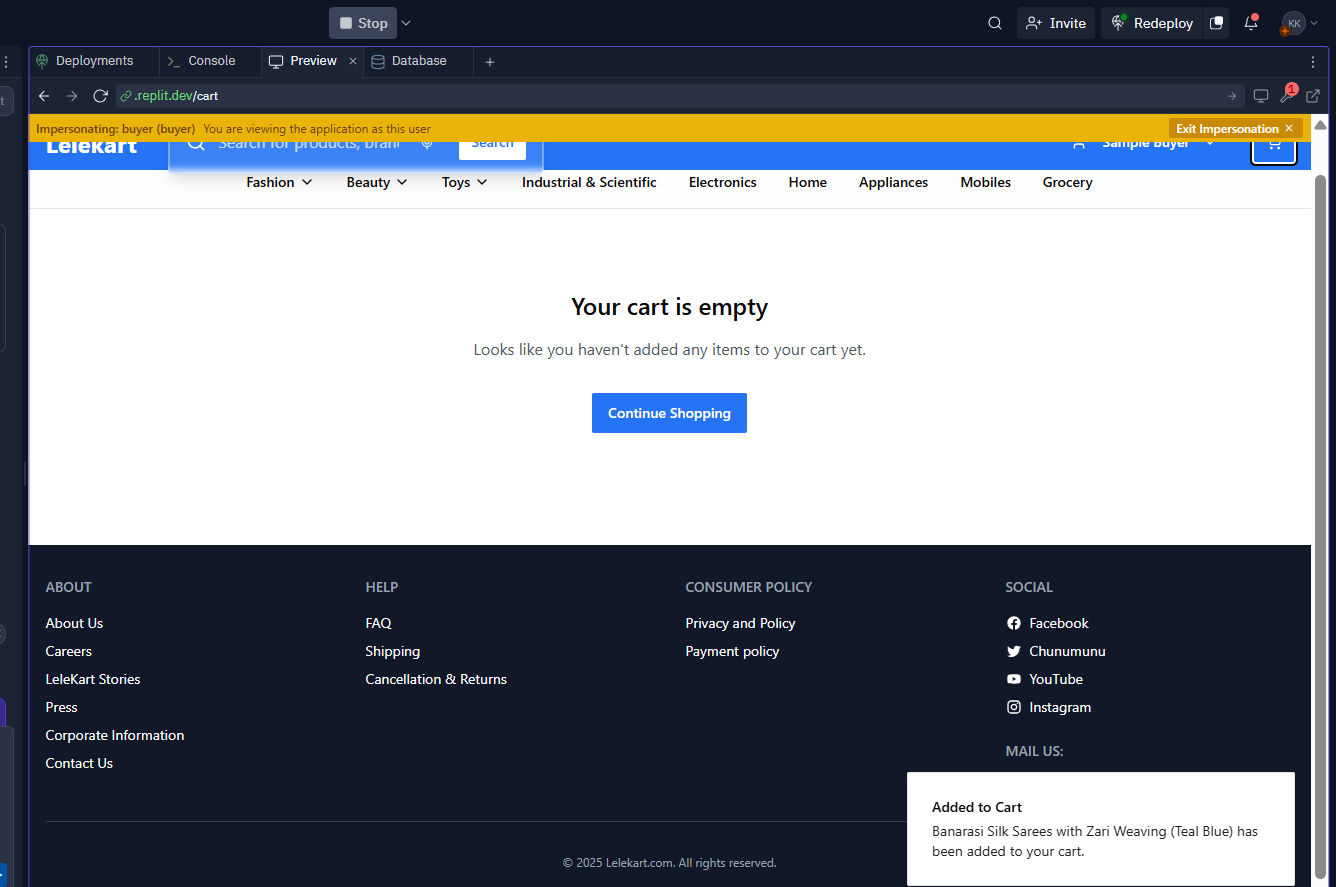 Stop
Invite
Redeploy
KK
Deployments
Console
Preview
Database
.replit.dev/cart
1
Impersonating: buyer (buyer) You are viewing the application as this user
Exit Impersonation ×
Lelekart
Search for products, brand
Search
Sample Buyer
Fashion
Beauty
Toys
Industrial & Scientific
Electronics
Home
Appliances
Mobiles
Grocery
Your cart is empty
Looks like you haven't added any items to your cart yet.
Continue Shopping
ABOUT
About Us
Careers
LeleKart Stories
Press
Corporate Information
Contact Us
HELP
FAQ
Shipping
Cancellation & Returns
CONSUMER POLICY
Privacy and Policy
Payment policy
SOCIAL
Facebook
Chunumunu
YouTube
Instagram
MAIL US:
© 2025 Lelekart.com. All rights reserved.
Added to Cart
Banarasi Silk Sarees with Zari Weaving (Teal Blue) has
been added to your cart.